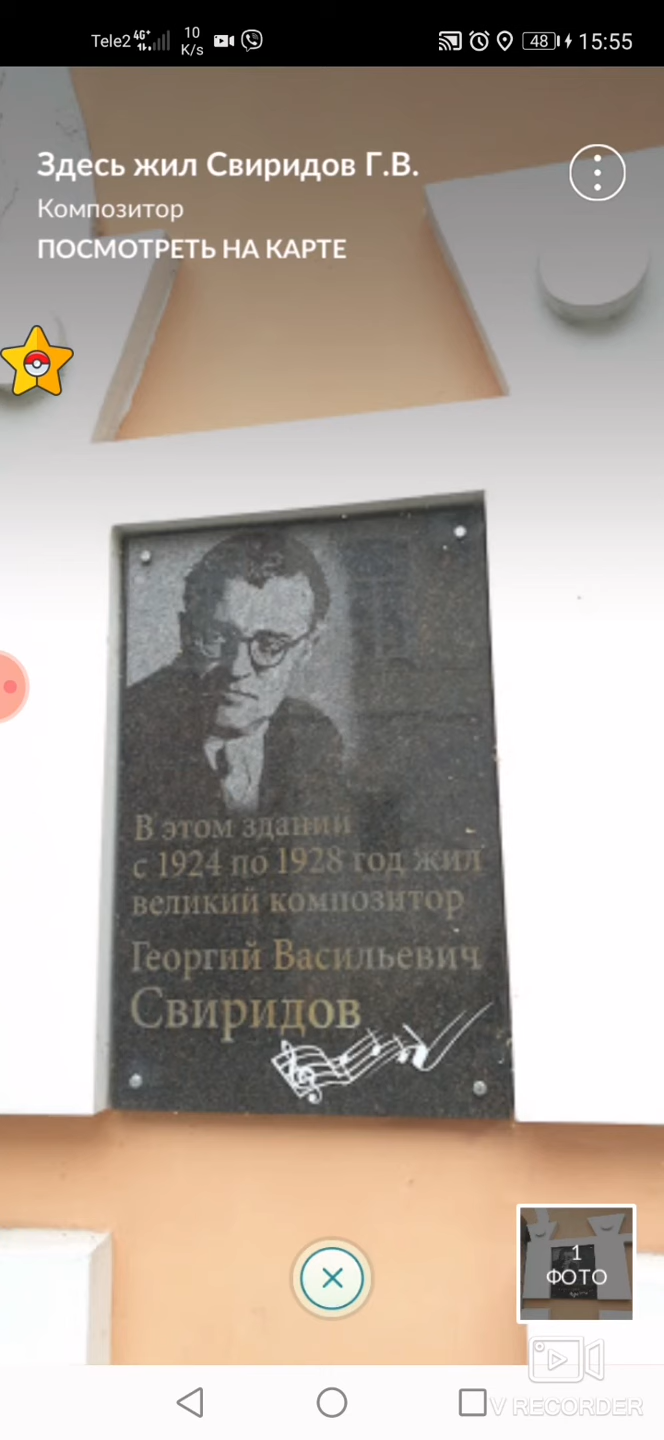 Tele2 4G+ 10 K/s 48 15:55
Здесь жил Свиридов Г.В.
Композитор
ПОСМОТРЕТЬ НА КАРТЕ
В этом здании
с 1924 по 1928 год жил
великий композитор
Георгий Васильевич
Свиридов
1
ФОТО
V RECORDER